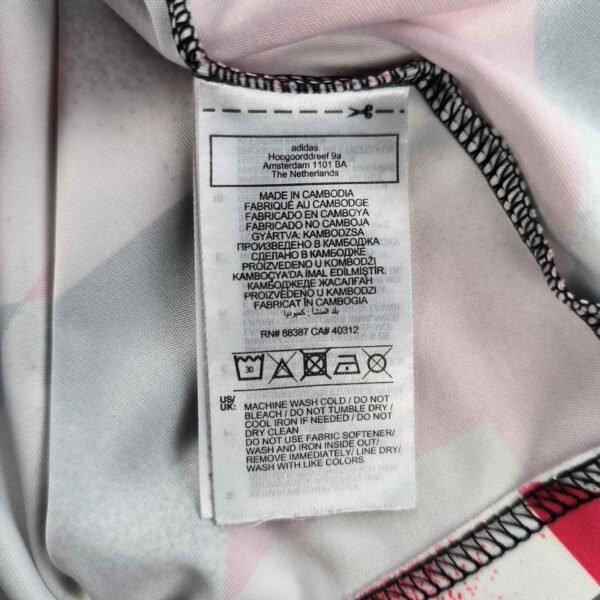 adidas
Hoogoorddreef 9a
Amsterdam 1101 BA
The Netherlands
MADE IN CAMBODIA
FABRIQUÉ AU CAMBODGE
FABRICADO EN CAMBOYA
FABRICADO NO CAMBOJA
GYÁRTVA: KAMBODZSA
ПРОИЗВЕДЕНО В КАМБОДЖА
СДЕЛАНО В КАМБОДЖЕ
PROIZVEDENO U KOMBODŽI
KAMBOÇYA'DA İMAL EDİLMİŞTİR.
КАМБОДЖЕДЕ ЖАСАЛҒАН
PROIZVEDENO U KAMBODZI
FABRICAT ÎN CAMBOGIA
بلد المنشأ: كمبوديا
RN# 88387 CA# 40312
30
US/
UK:
MACHINE WASH COLD / DO NOT
BLEACH / DO NOT TUMBLE DRY /
COOL IRON IF NEEDED / DO NOT
DRY CLEAN
DO NOT USE FABRIC SOFTENER/
WASH AND IRON INSIDE OUT/
REMOVE IMMEDIATELY/ LINE DRY/
WASH WITH LIKE COLORS